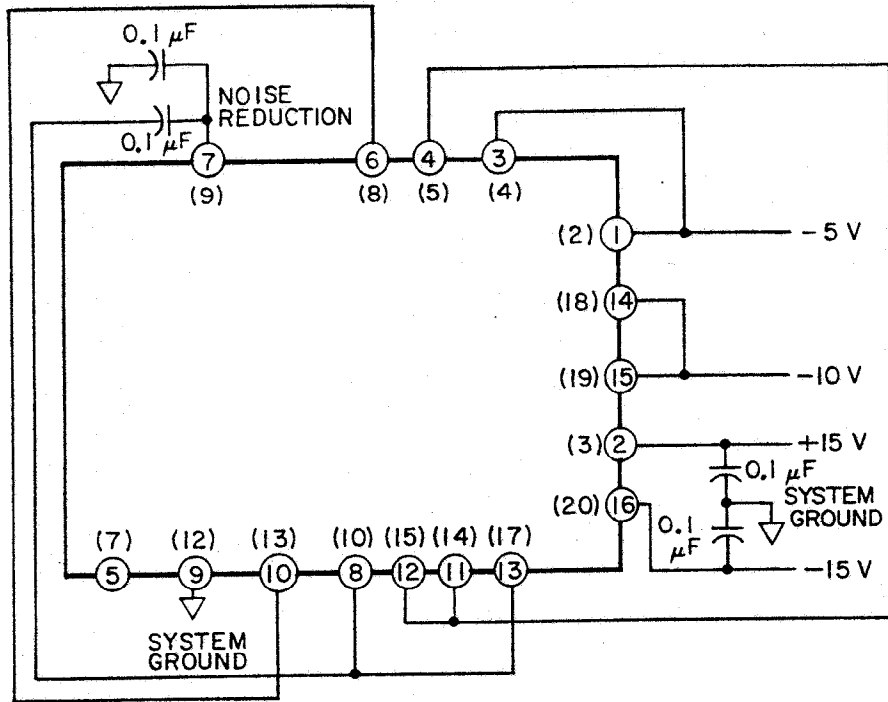 0.1 µF
NOISE
REDUCTION
0.1 µF
7
6
4
3
(9)
(8)
(5)
(4)
(2) 1
-5 V
(18) 14
(19) 15
-10 V
(3) 2
+15 V
0.1 µF
(20) 16
SYSTEM
GROUND
0.1
µF
-15 V
(7)
(12)
(13)
(10)
(15)
(14)
(17)
5
9
10
8
12
11
13
SYSTEM
GROUND